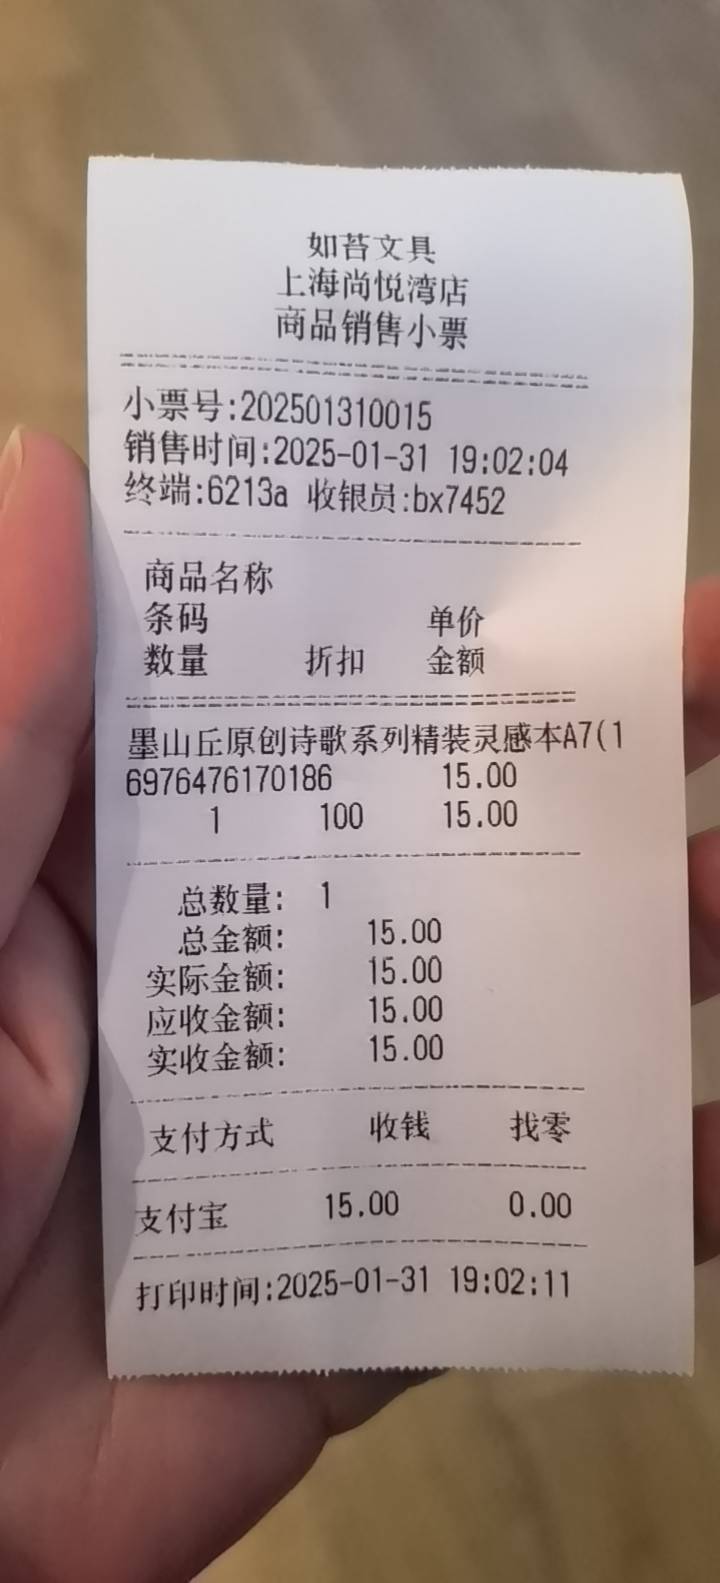 如苔文具
上海尚悦湾店
商品销售小票
小票号:202501310015
销售时间:2025-01-31 19:02:04
终端:6213a 收银员:bx7452
商品名称
条码 单价
数量 折扣 金额
墨山丘原创诗歌系列精装灵感本A7(1
6976476170186 15.00
1 100 15.00
总数量: 1
总金额: 15.00
实际金额: 15.00
应收金额: 15.00
实收金额: 15.00
支付方式 收钱 找零
支付宝 15.00 0.00
打印时间:2025-01-31 19:02:11